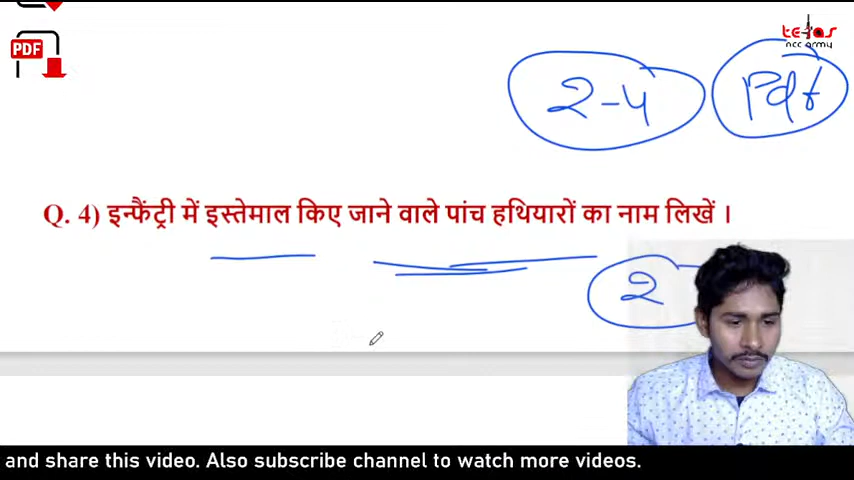 PDF
Tejas
ncc army
2-4
Pdf
Q. 4) इन्फैंट्री में इस्तेमाल किए जाने वाले पांच हथियारों का नाम लिखें ।
2
and share this video. Also subscribe channel to watch more videos.